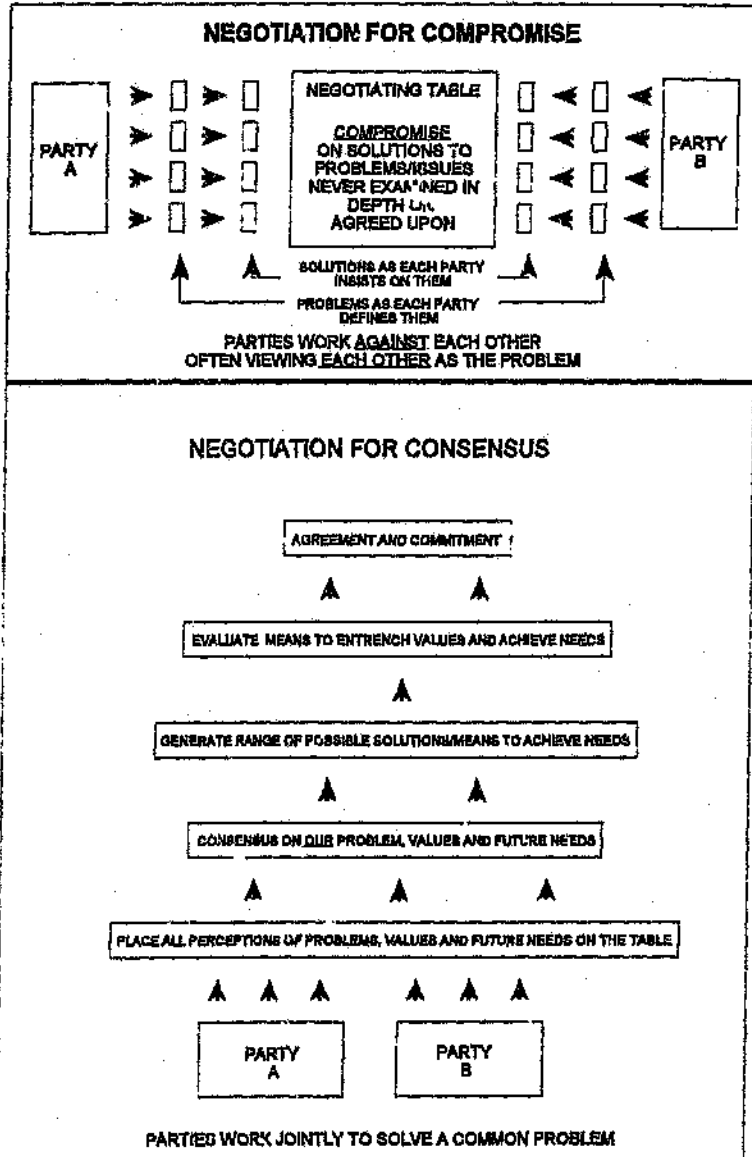 NEGOTIATION FOR COMPROMISE
PARTY
A
NEGOTIATING TABLE
COMPROMISE
ON SOLUTIONS TO
PROBLEMS/ISSUES
NEVER EXAMINED IN
DEPTH
AGREED UPON
PARTY
B
SOLUTIONS AS EACH PARTY
INSISTS ON THEM
PROBLEMS AS EACH PARTY
DEFINES THEM
PARTIES WORK AGAINST EACH OTHER
OFTEN VIEWING EACH OTHER AS THE PROBLEM
NEGOTIATION FOR CONSENSUS
AGREEMENT AND COMMITMENT
EVALUATE MEANS TO ENTRENCH VALUES AND ACHIEVE NEEDS
GENERATE RANGE OF POSSIBLE SOLUTIONS/MEANS TO ACHIEVE NEEDS
CONSENSUS ON OUR PROBLEM, VALUES AND FUTURE NEEDS
PLACE ALL PERCEPTIONS OF PROBLEMS, VALUES AND FUTURE NEEDS ON THE TABLE
PARTY
A
PARTY
B
PARTIES WORK JOINTLY TO SOLVE A COMMON PROBLEM